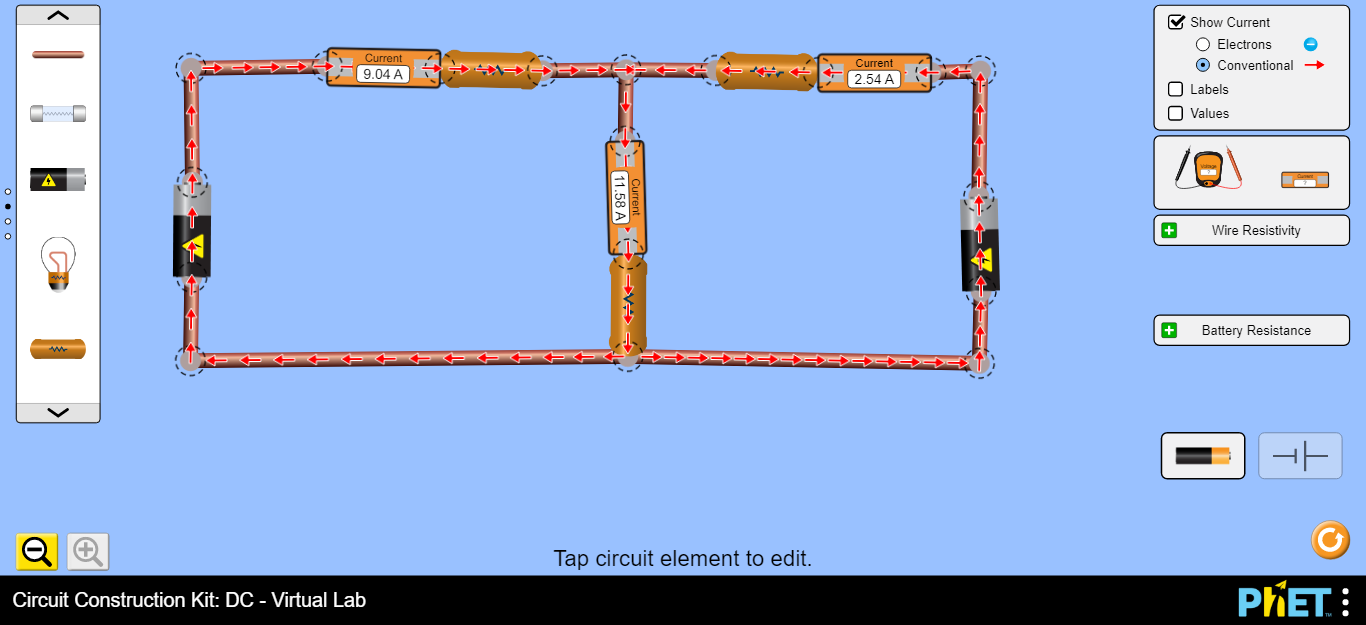 Show Current
Electrons
Conventional
Labels
Values
Voltage
?
Current
?
Wire Resistivity
Battery Resistance
Current
9.04 A
Current
2.54 A
Current
11.58 A
Tap circuit element to edit.
Circuit Construction Kit: DC - Virtual Lab
PhET